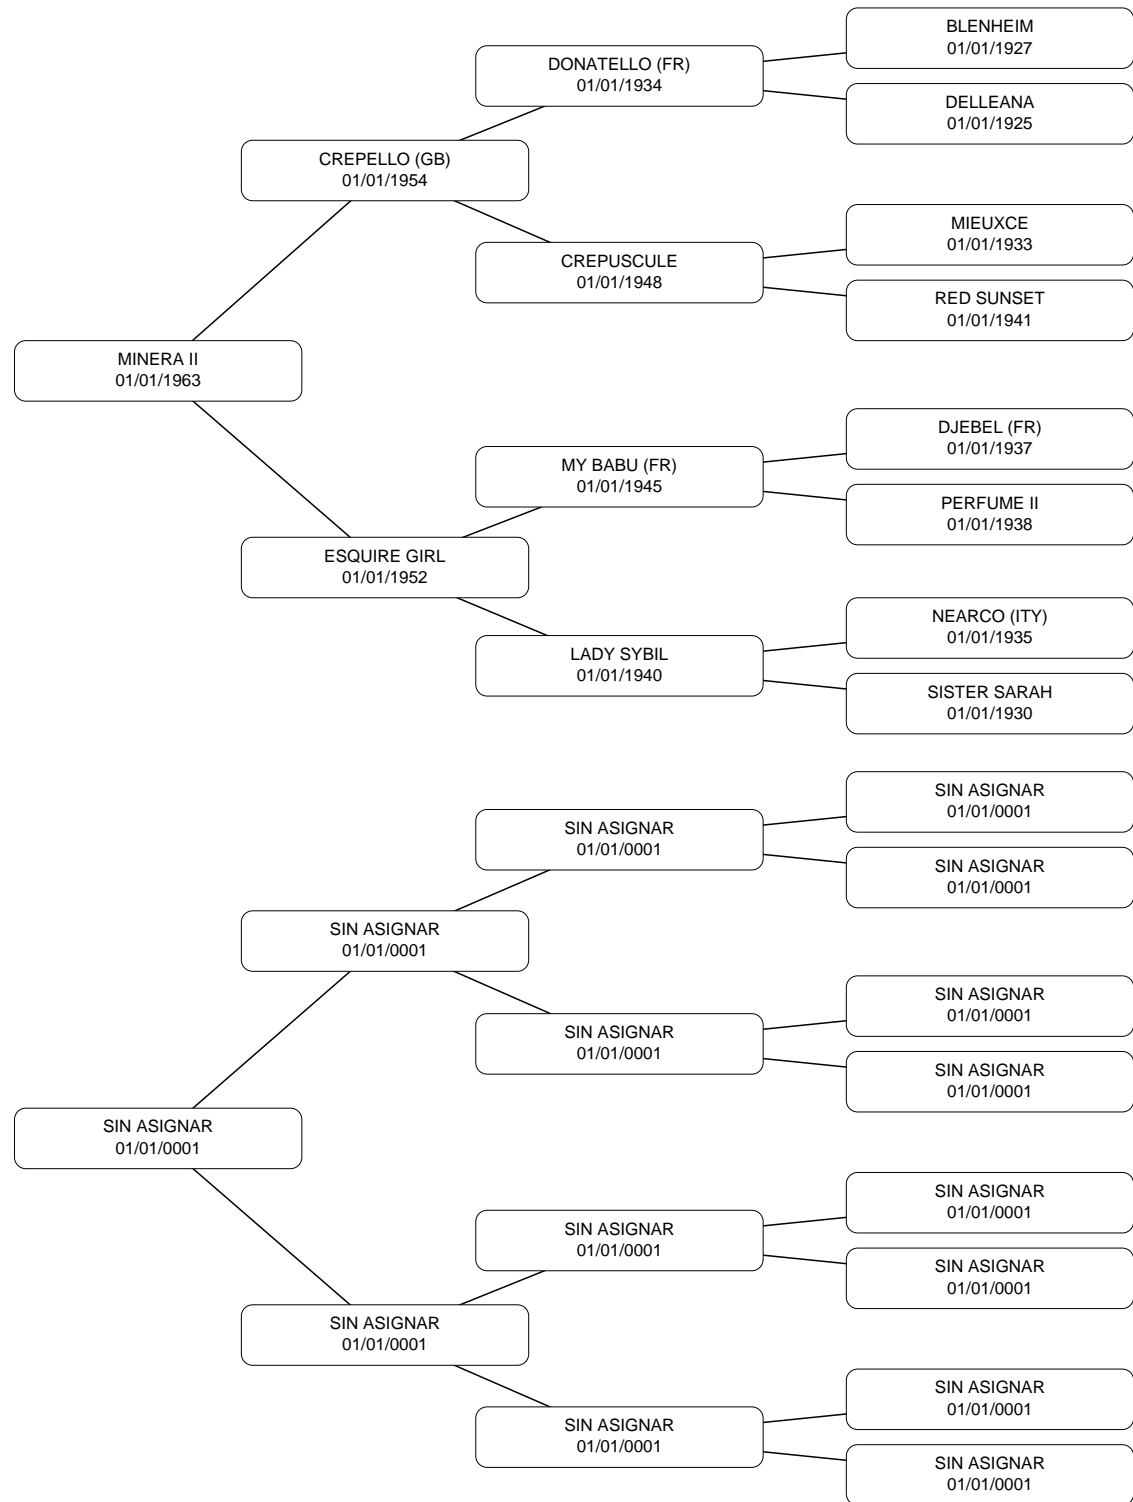 BLENHEIM
01/01/1927
DONATELLO (FR)
01/01/1934
DELLEANA
01/01/1925
CREPELLO (GB)
01/01/1954
MIEUXCE
01/01/1933
CREPUSCULE
01/01/1948
RED SUNSET
01/01/1941
MINERA II
01/01/1963
DJEBEL (FR)
01/01/1937
MY BABU (FR)
01/01/1945
PERFUME II
01/01/1938
ESQUIRE GIRL
01/01/1952
NEARCO (ITY)
01/01/1935
LADY SYBIL
01/01/1940
SISTER SARAH
01/01/1930
SIN ASIGNAR
01/01/0001
SIN ASIGNAR
01/01/0001
SIN ASIGNAR
01/01/0001
SIN ASIGNAR
01/01/0001
SIN ASIGNAR
01/01/0001
SIN ASIGNAR
01/01/0001
SIN ASIGNAR
01/01/0001
SIN ASIGNAR
01/01/0001
SIN ASIGNAR
01/01/0001
SIN ASIGNAR
01/01/0001
SIN ASIGNAR
01/01/0001
SIN ASIGNAR
01/01/0001
SIN ASIGNAR
01/01/0001
SIN ASIGNAR
01/01/0001
SIN ASIGNAR
01/01/0001